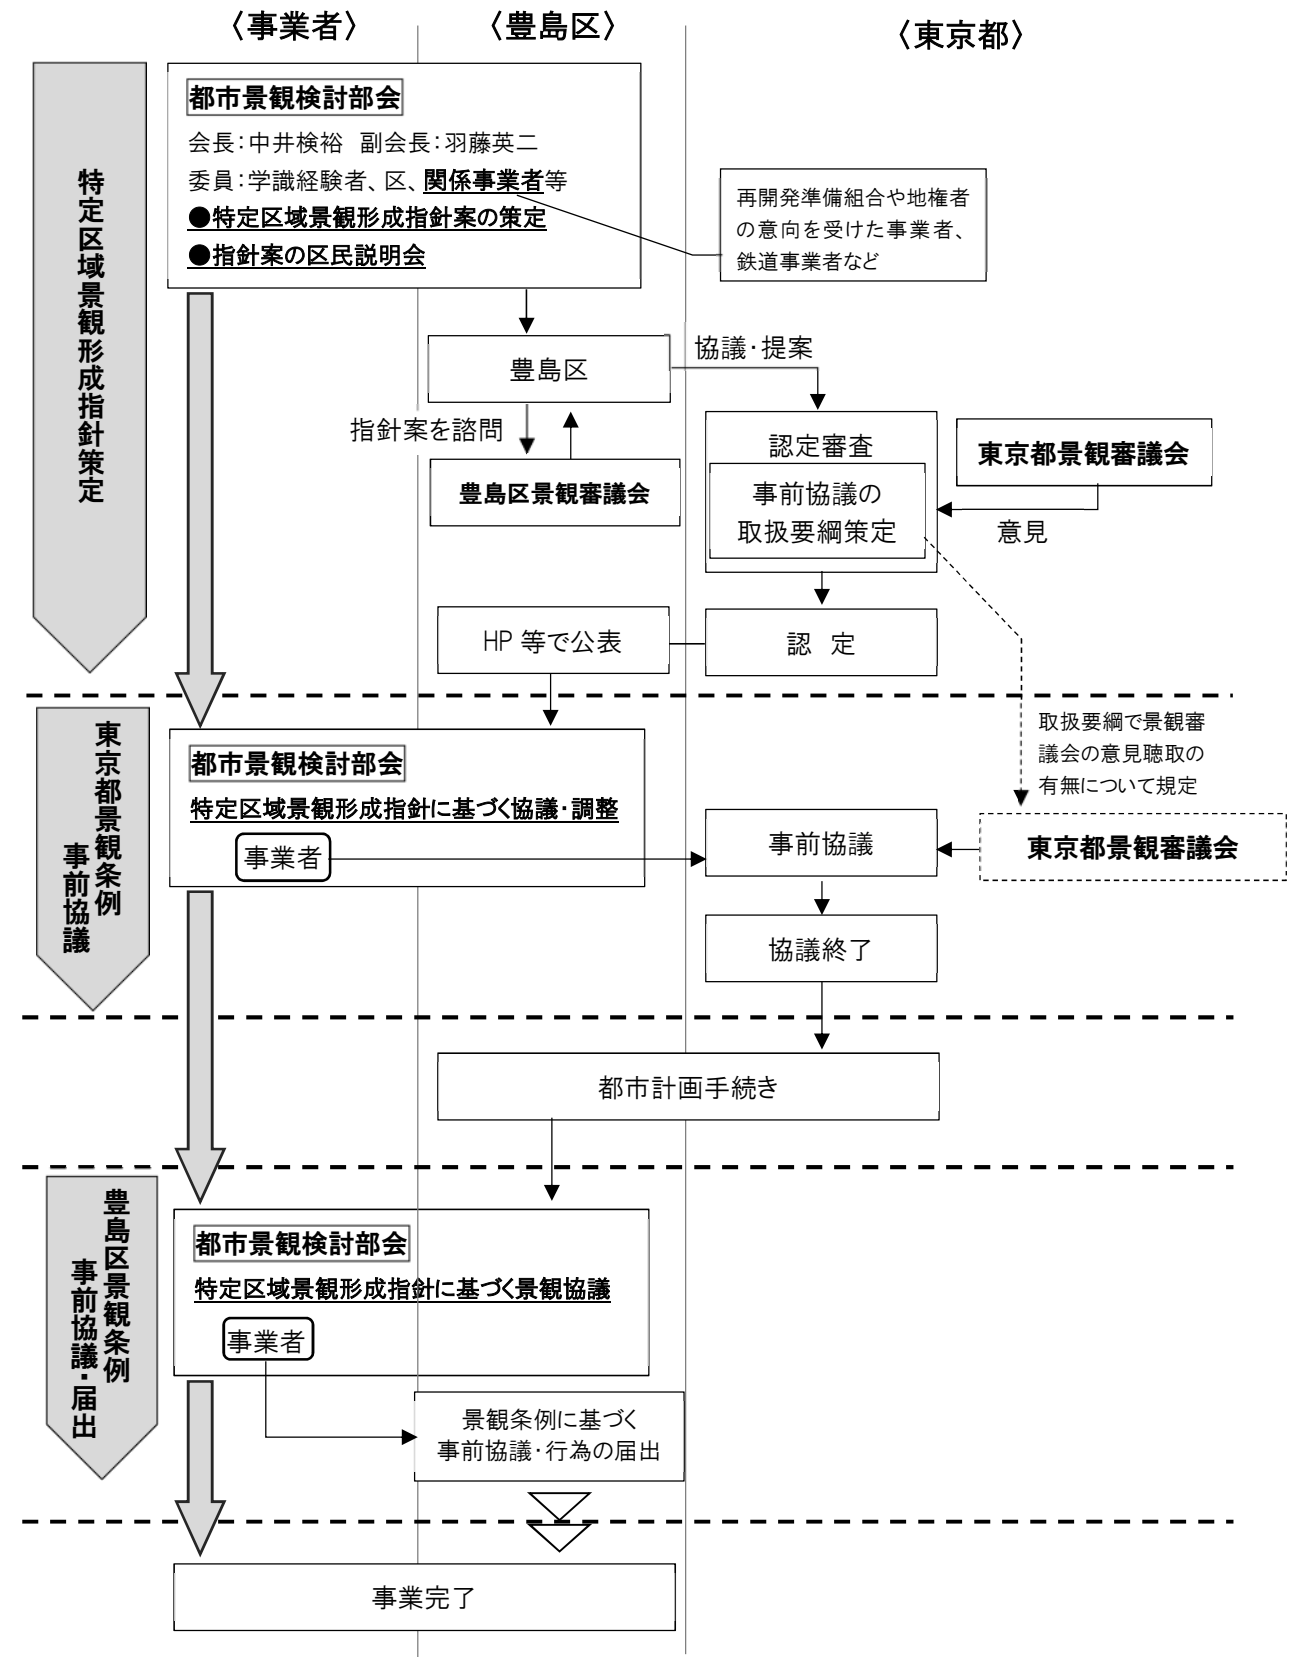 〈事業者〉
〈豊島区〉
〈東京都〉
特定区域景観形成指針策定
都市景観検討部会
会長：中井検裕　副会長：羽藤英二
委員：学識経験者、区、関係事業者等
●特定区域景観形成指針案の策定
●指針案の区民説明会
再開発準備組合や地権者
の意向を受けた事業者、
鉄道事業者など
豊島区
協議・提案
指針案を諮問
豊島区景観審議会
認定審査
事前協議の
取扱要綱策定
東京都景観審議会
意見
HP 等で公表
認　定
東京都景観条例
事前協議
都市景観検討部会
特定区域景観形成指針に基づく協議・調整
事業者
取扱要綱で景観審
議会の意見聴取の
有無について規定
事前協議
東京都景観審議会
協議終了
都市計画手続き
豊島区景観条例
事前協議・届出
都市景観検討部会
特定区域景観形成指針に基づく景観協議
事業者
景観条例に基づく
事前協議・行為の届出
事業完了